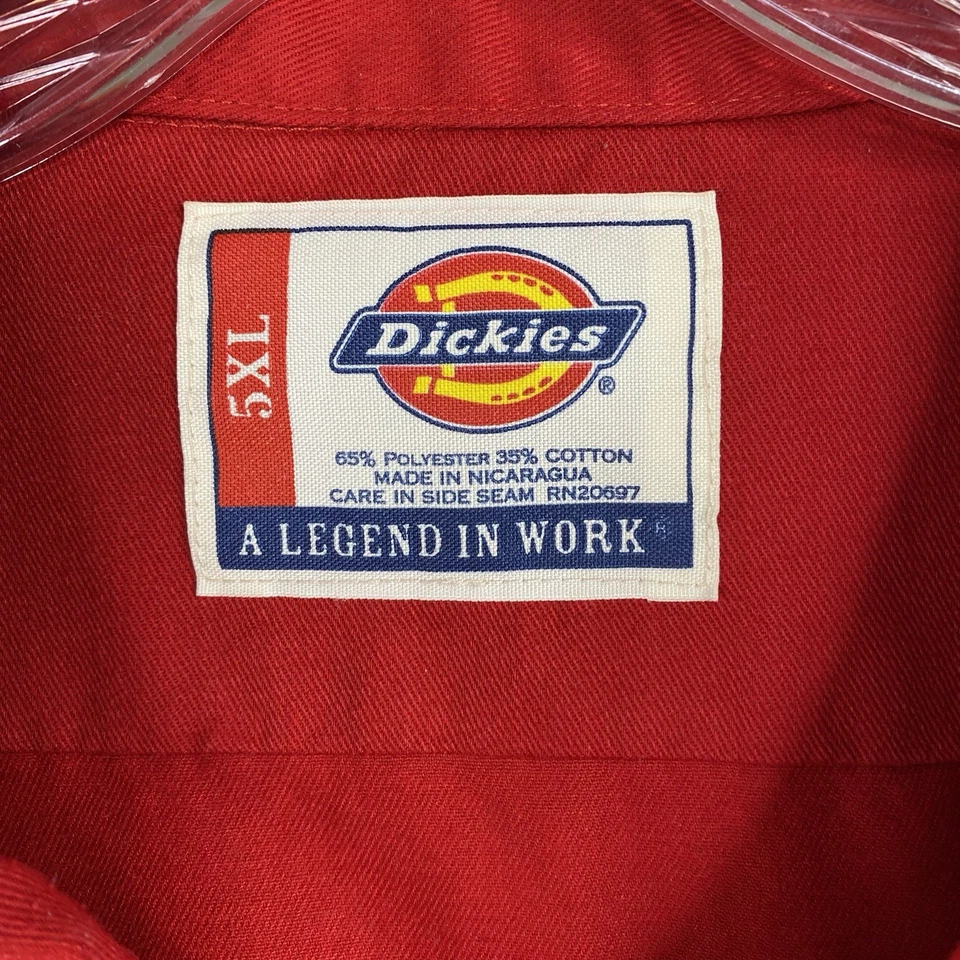 5XL
Dickies
®
65% POLYESTER 35% COTTON
MADE IN NICARAGUA
CARE IN SIDE SEAM RN20697
A LEGEND IN WORK®